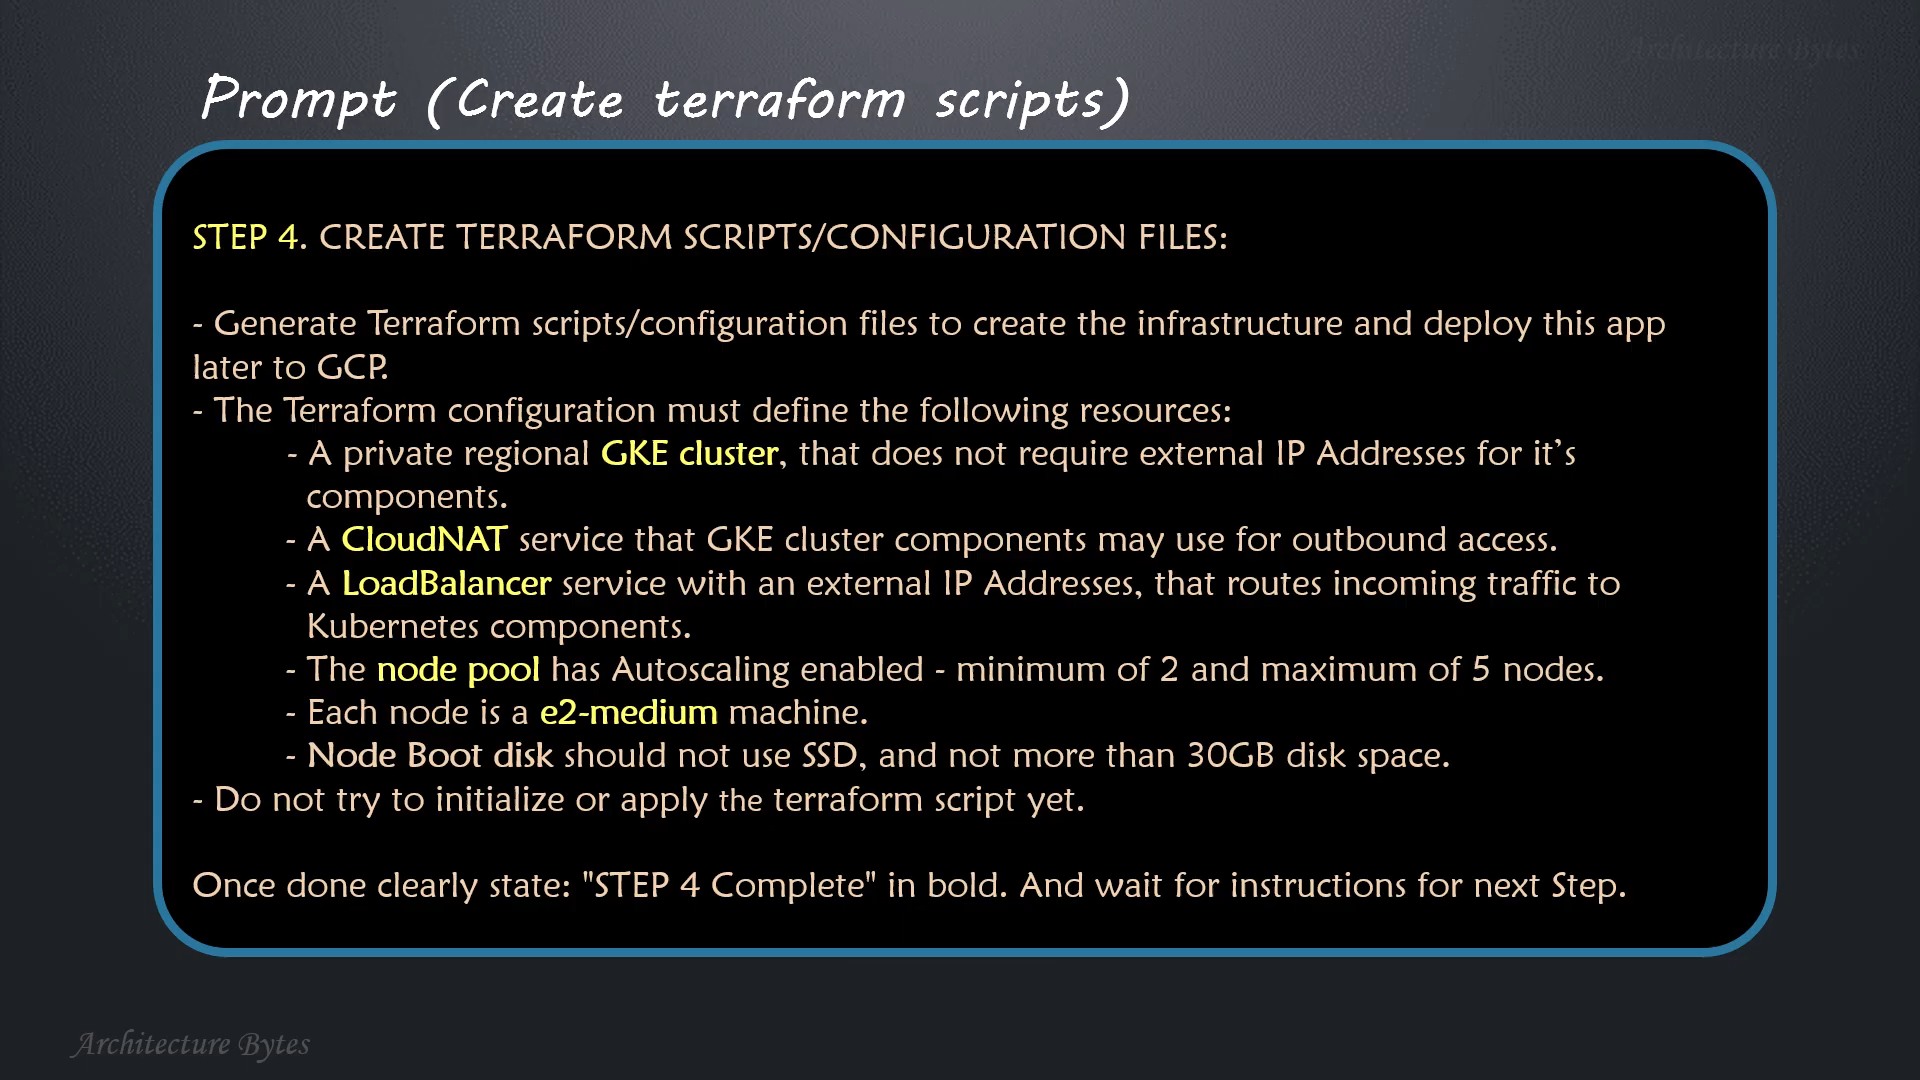 Architecture Bytes
Prompt (Create terraform scripts)
STEP 4. CREATE TERRAFORM SCRIPTS/CONFIGURATION FILES:
- Generate Terraform scripts/configuration files to create the infrastructure and deploy this app
later to GCP.
- The Terraform configuration must define the following resources:
- A private regional GKE cluster, that does not require external IP Addresses for it’s
components.
- A CloudNAT service that GKE cluster components may use for outbound access.
- A LoadBalancer service with an external IP Addresses, that routes incoming traffic to
Kubernetes components.
- The node pool has Autoscaling enabled - minimum of 2 and maximum of 5 nodes.
- Each node is a e2-medium machine.
- Node Boot disk should not use SSD, and not more than 30GB disk space.
- Do not try to initialize or apply the terraform script yet.
Once done clearly state: "STEP 4 Complete" in bold. And wait for instructions for next Step.
Architecture Bytes